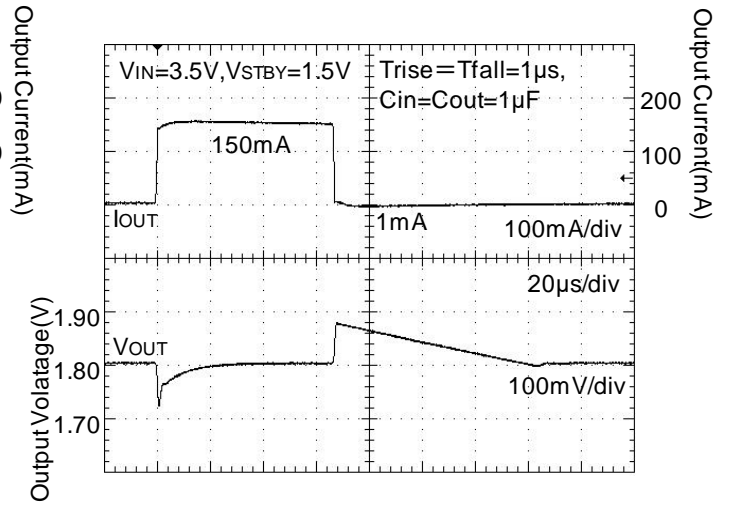 Output Current(mA)
VIN=3.5V,VSTBY=1.5V
Trise=Tfall=1μs,
Cin=Cout=1μF
150mA
IOUT
1mA
100mA/div
200
100
0
Output Current(mA)
20μs/div
1.90
VOUT
1.80
100mV/div
1.70
Output Volatage(V)